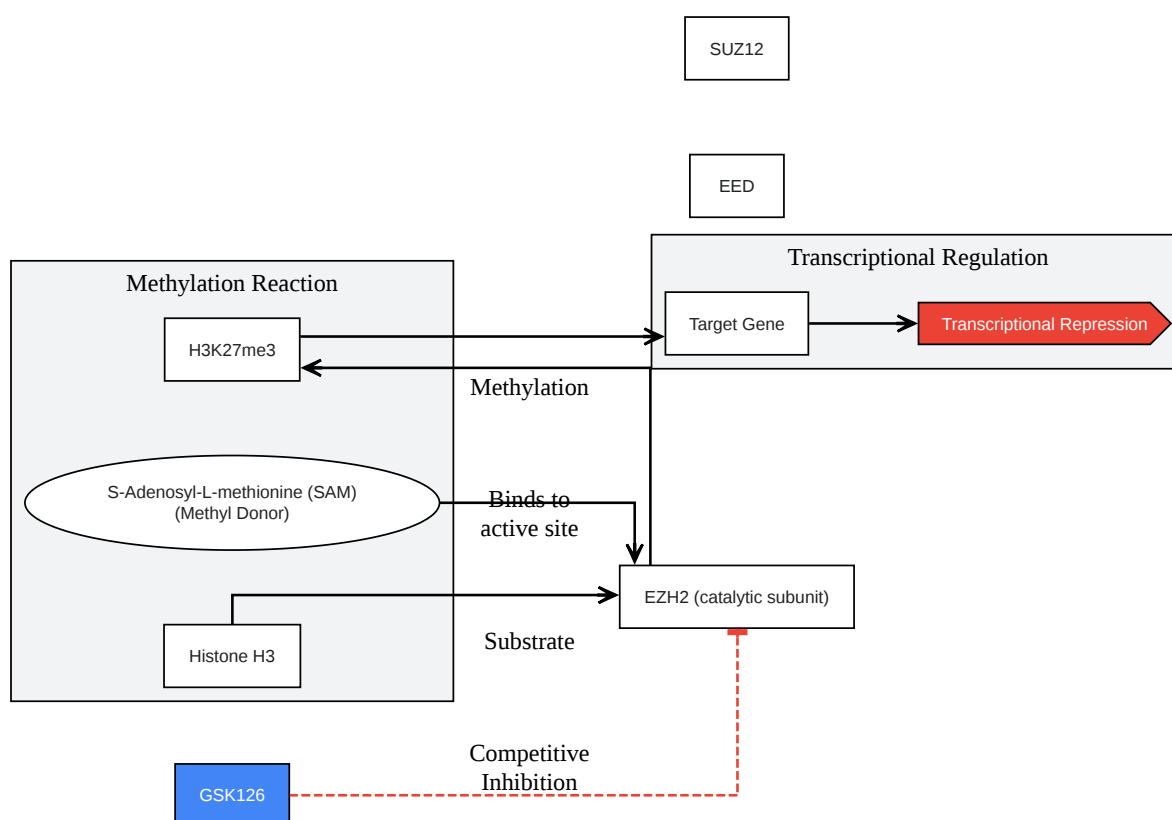 SUZ12
EED
Transcriptional Regulation
Methylation Reaction
Target Gene
Transcriptional Repression
H3K27me3
Methylation
S-Adenosyl-L-methionine (SAM)
(Methyl Donor)
Binds to
active site
EZH2 (catalytic subunit)
Substrate
Histone H3
Competitive
Inhibition
GSK126